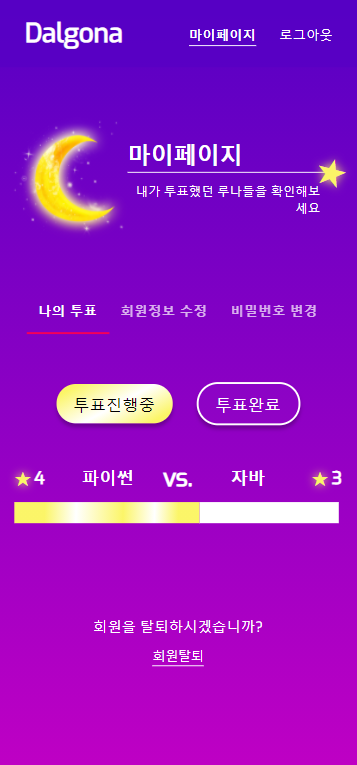 Dalgona 마이페이지 로그아웃
마이페이지
내가 투표했던 루나들을 확인해보
세요
나의 투표 회원정보 수정 비밀번호 변경
투표진행중 투표완료
4 파이썬 VS. 자바 3
회원을 탈퇴하시겠습니까?
회원탈퇴